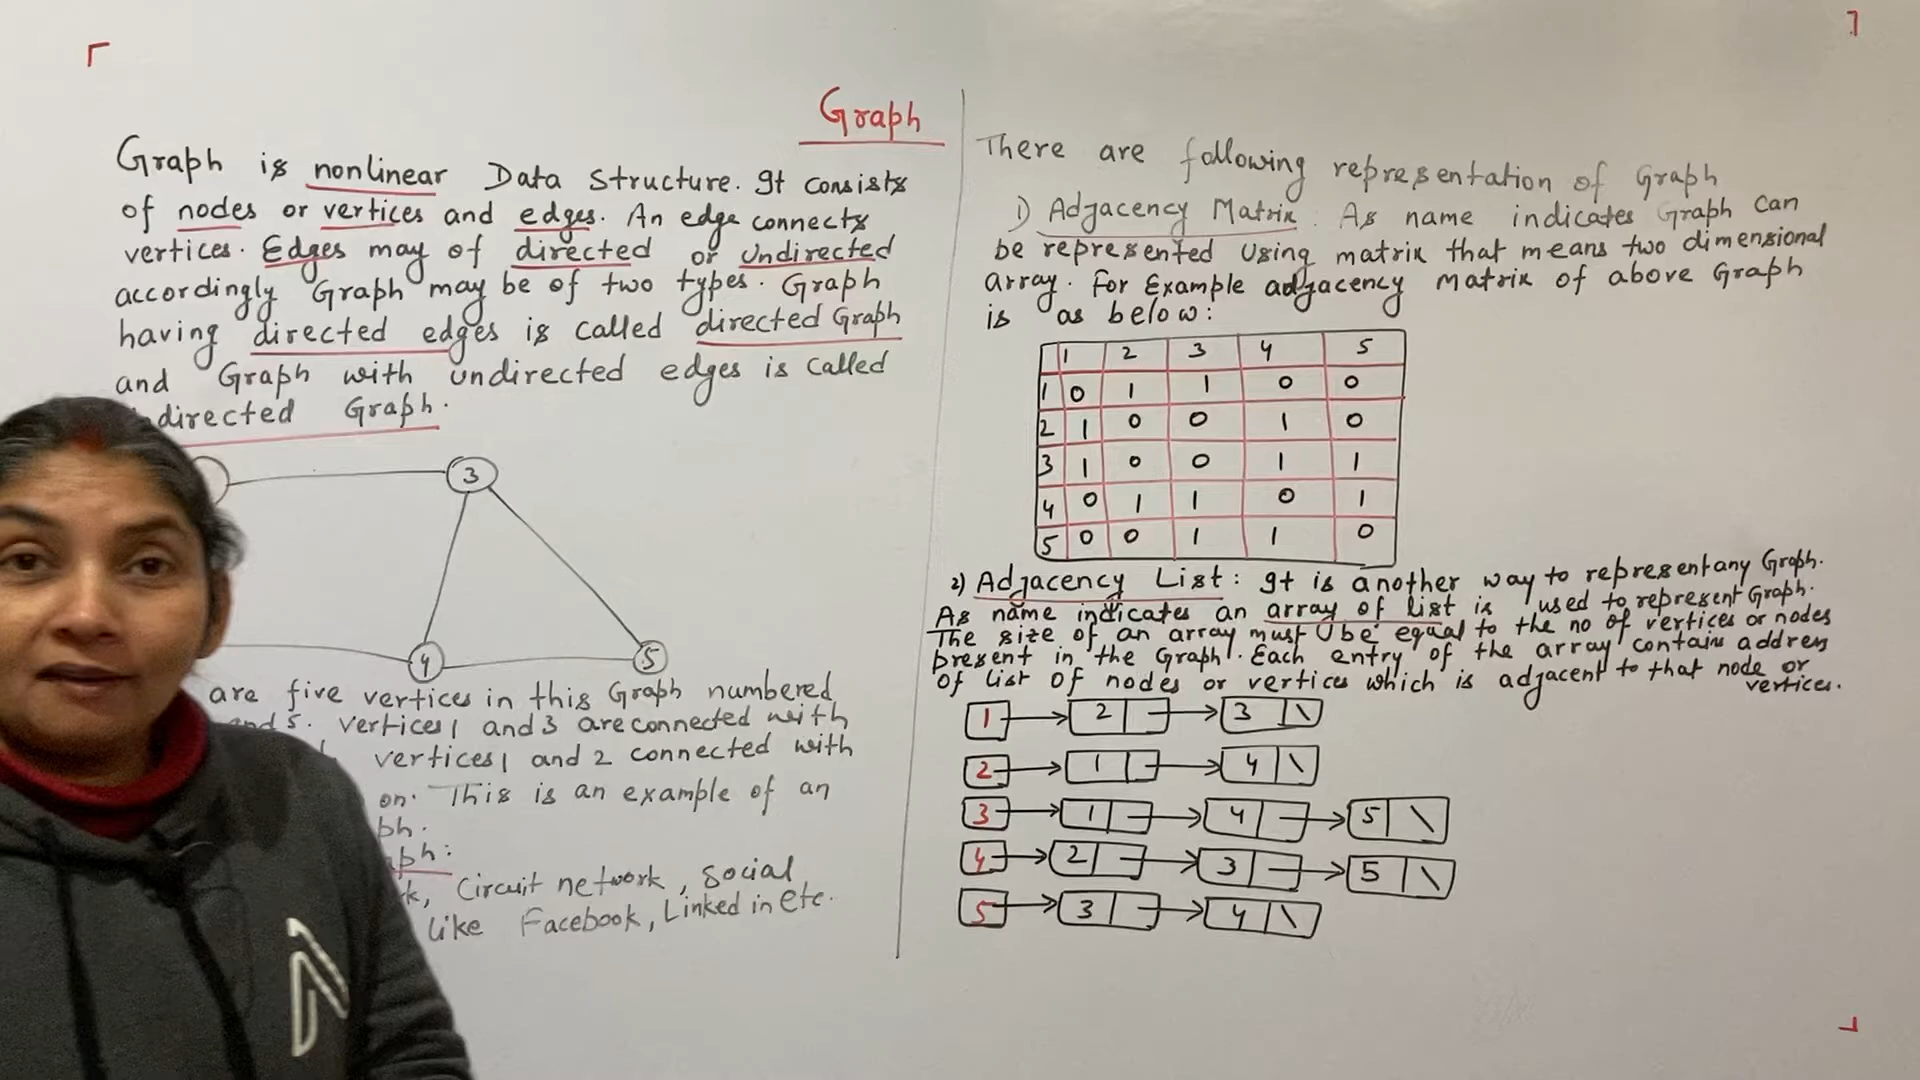 Graph
Graph is nonlinear Data Structure. It consists
of nodes or vertices and edges. An edge connects
vertices. Edges may of directed or undirected
accordingly Graph may be of two types. Graph
having directed edges is called directed Graph
and Graph with undirected edges is called
directed Graph.
3
4
5
are five vertices in this Graph numbered
and 5. vertices 1 and 3 are connected with
vertices 1 and 2 connected with
on. This is an example of an
ph.
aph:
k, Circuit network, social
like Facebook, Linked in etc.
There are following representation of Graph
1) Adjacency Matrix. As name indicates Graph can
be represented using matrix that means two dimensional
array. For Example adjacency matrix of above Graph
is as below:
1 2 3 4 5
1 0 1 1 0 0
2 1 0 0 1 0
3 1 0 0 1 1
4 0 1 1 0 1
5 0 0 1 1 0
2) Adjacency List: It is another way to represent any Graph.
As name indicates an array of list is used to represent Graph.
The size of an array must be equal to the no of vertices or nodes
present in the Graph. Each entry of the array contains address
of list of nodes or vertices which is adjacent to that node or
vertices.
1 2 3
2 1 4
3 1 4 5
4 2 3 5
5 3 4